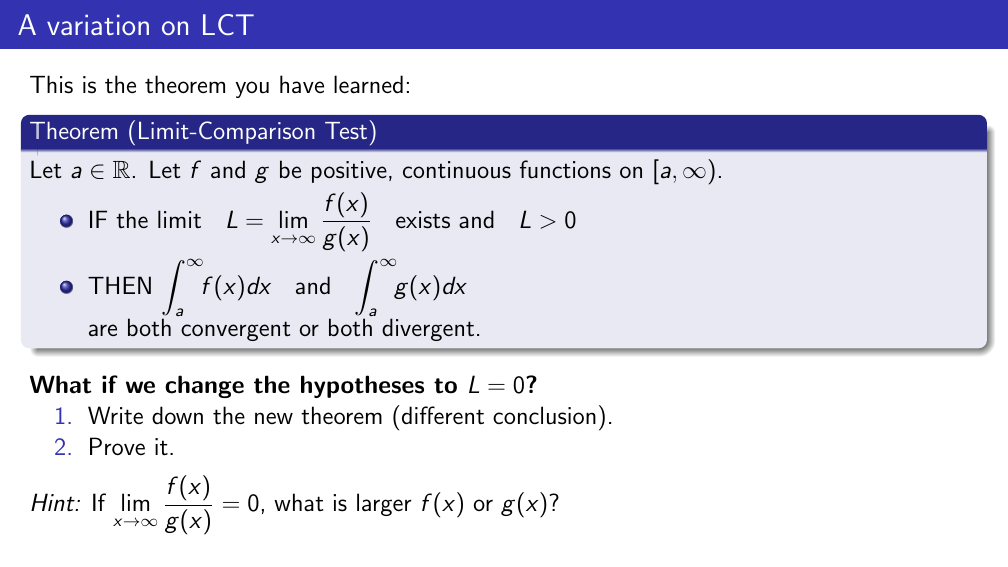 A variation on LCT
This is the theorem you have learned:
Theorem (Limit-Comparison Test)
Let a ∈ ℝ. Let f and g be positive, continuous functions on [a, ∞).
IF the limit L = lim_{x→∞} f(x)/g(x) exists and L > 0
THEN ∫_a^∞ f(x)dx and ∫_a^∞ g(x)dx
are both convergent or both divergent.
What if we change the hypotheses to L = 0?
1. Write down the new theorem (different conclusion).
2. Prove it.
Hint: If lim_{x→∞} f(x)/g(x) = 0, what is larger f(x) or g(x)?